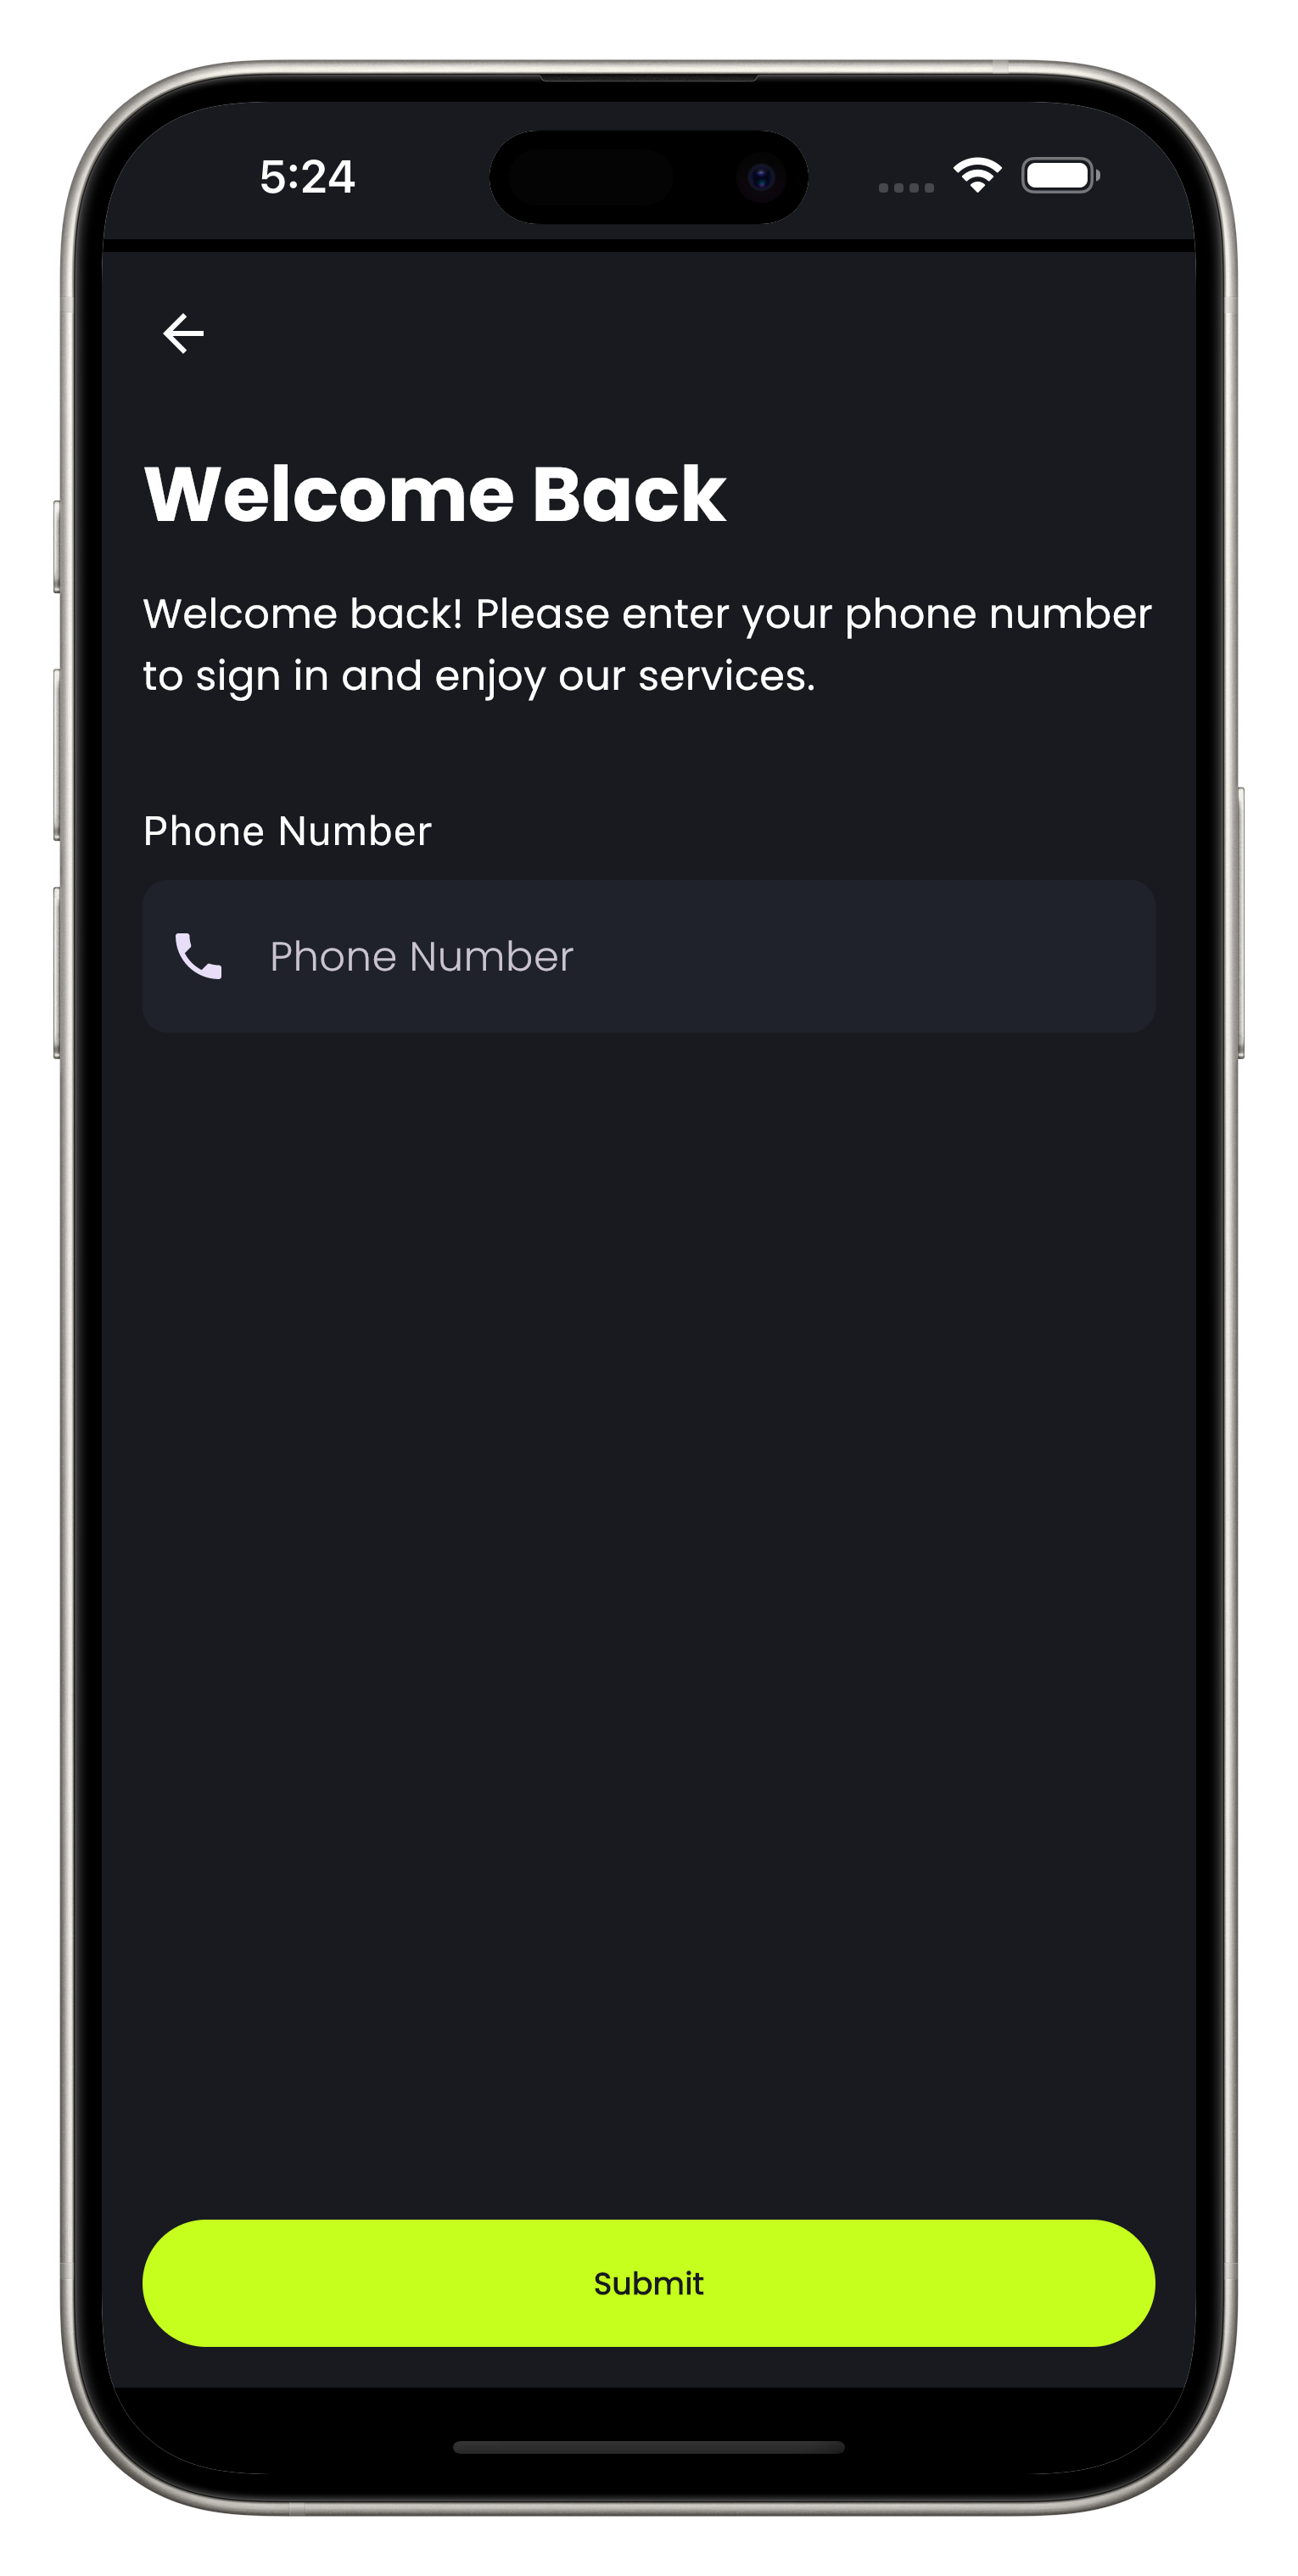 5:24
Welcome Back
Welcome back! Please enter your phone number
to sign in and enjoy our services.
Phone Number
Phone Number
Submit